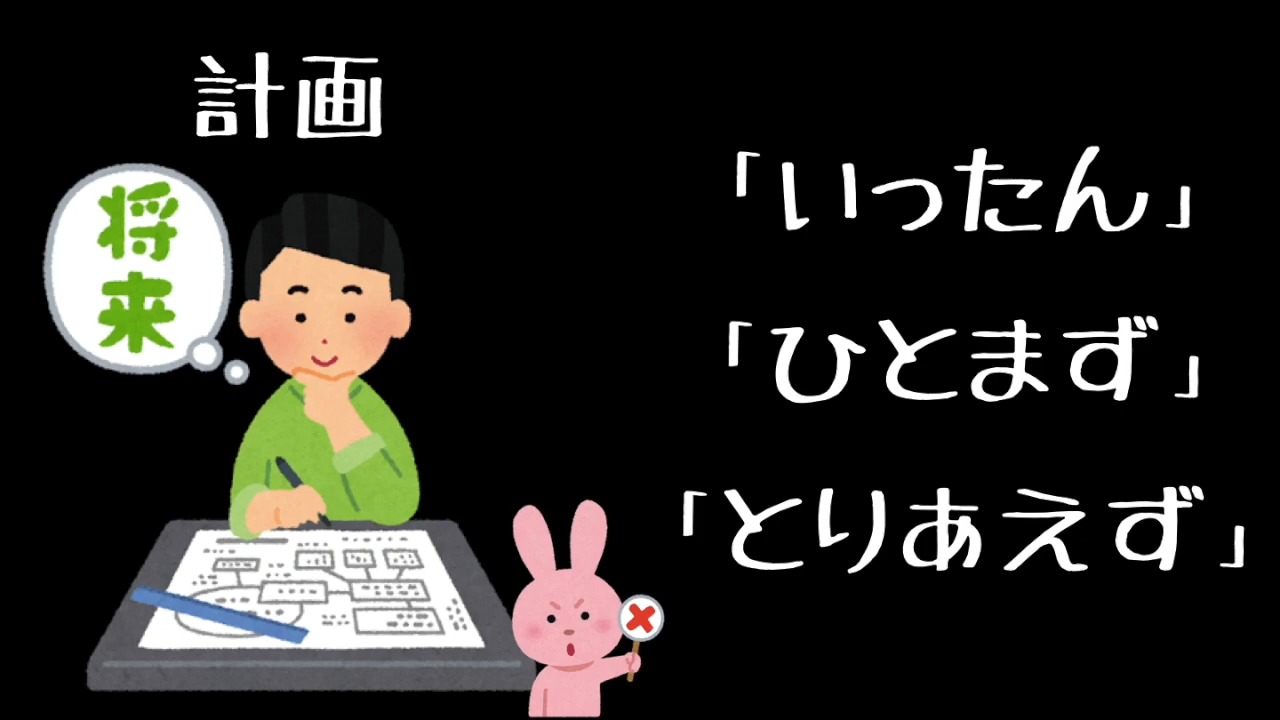 計画
将来
「いったん」
「ひとまず」
「とりあえず」